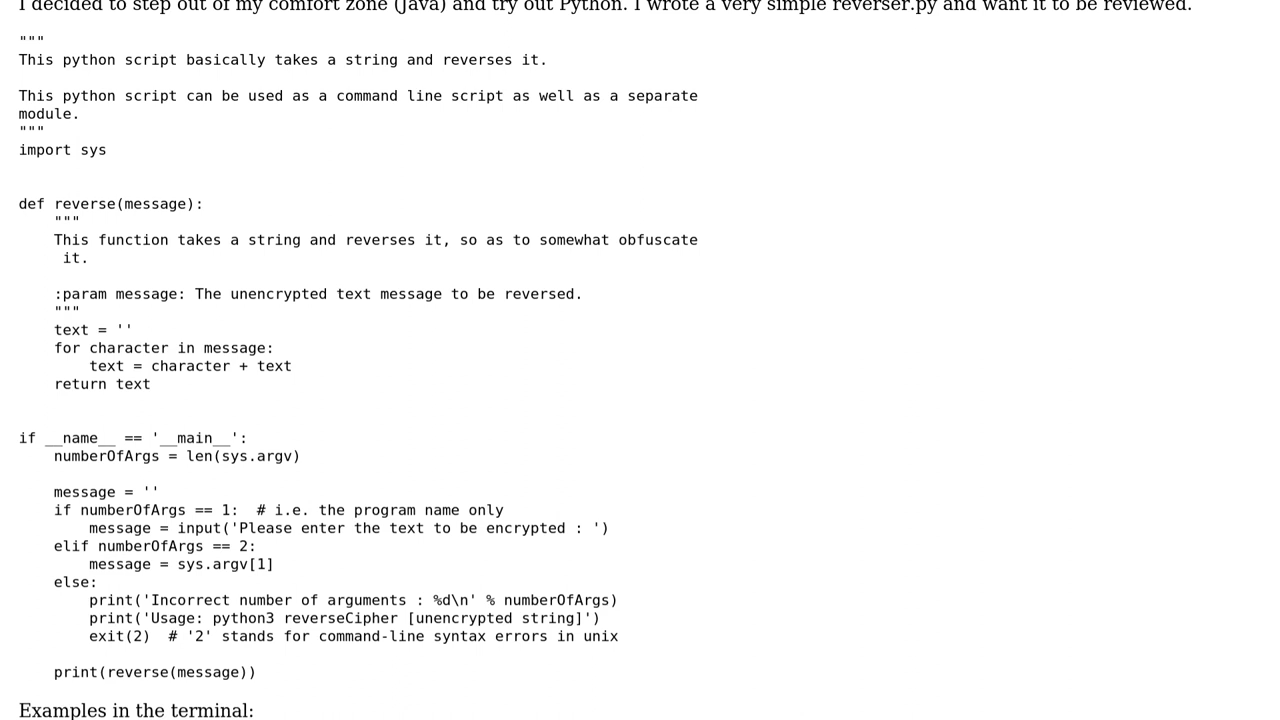 I decided to step out of my comfort zone (Java) and try out Python. I wrote a very simple reverser.py and want it to be reviewed.
"""
This python script basically takes a string and reverses it.

This python script can be used as a command line script as well as a separate
module.
"""
import sys


def reverse(message):
    """
    This function takes a string and reverses it, so as to somewhat obfuscate
     it.

    :param message: The unencrypted text message to be reversed.
    """
    text = ''
    for character in message:
        text = character + text
    return text


if __name__ == '__main__':
    numberOfArgs = len(sys.argv)

    message = ''
    if numberOfArgs == 1:  # i.e. the program name only
        message = input('Please enter the text to be encrypted : ')
    elif numberOfArgs == 2:
        message = sys.argv[1]
    else:
        print('Incorrect number of arguments : %d\n' % numberOfArgs)
        print('Usage: python3 reverseCipher [unencrypted string]')
        exit(2)  # '2' stands for command-line syntax errors in unix

    print(reverse(message))
Examples in the terminal: